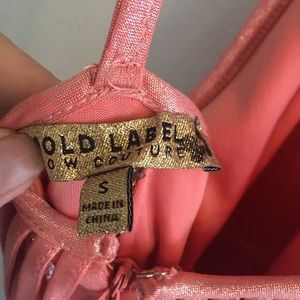 OLD LABEL
OW COUTURE
S
MADE IN
CHINA